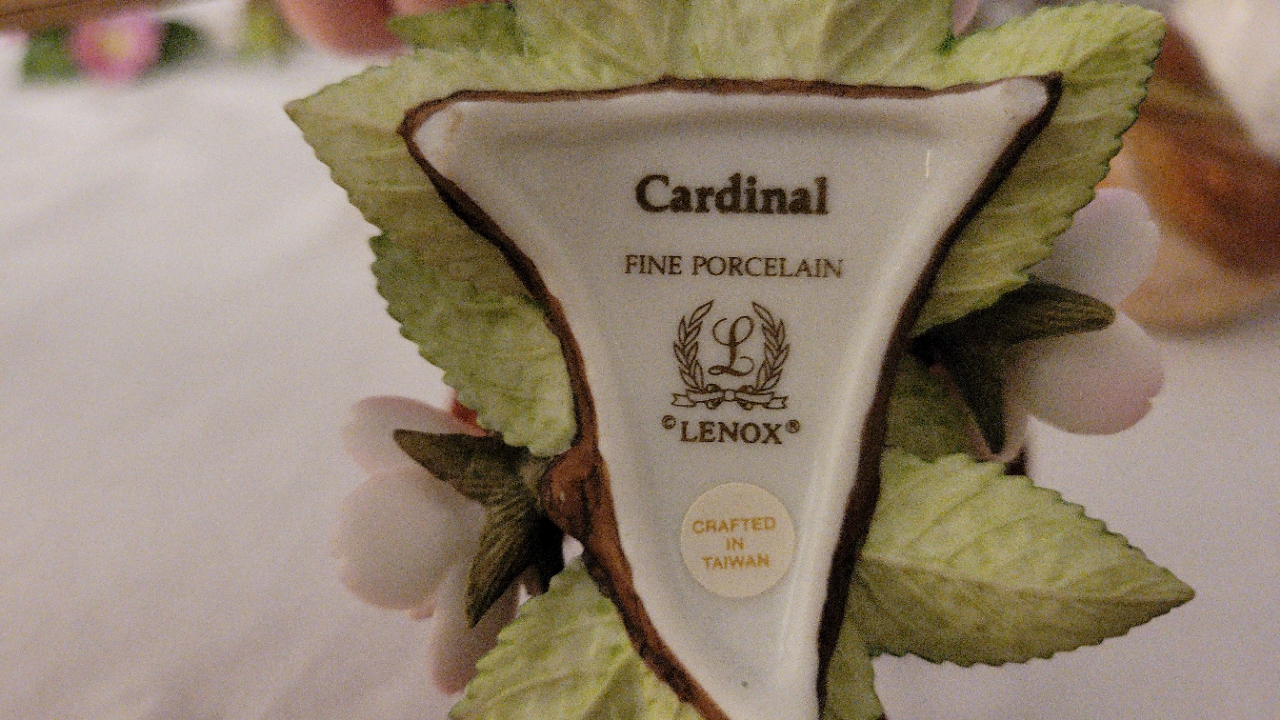 Cardinal
FINE PORCELAIN
L
©LENOX®
CRAFTED
IN
TAIWAN